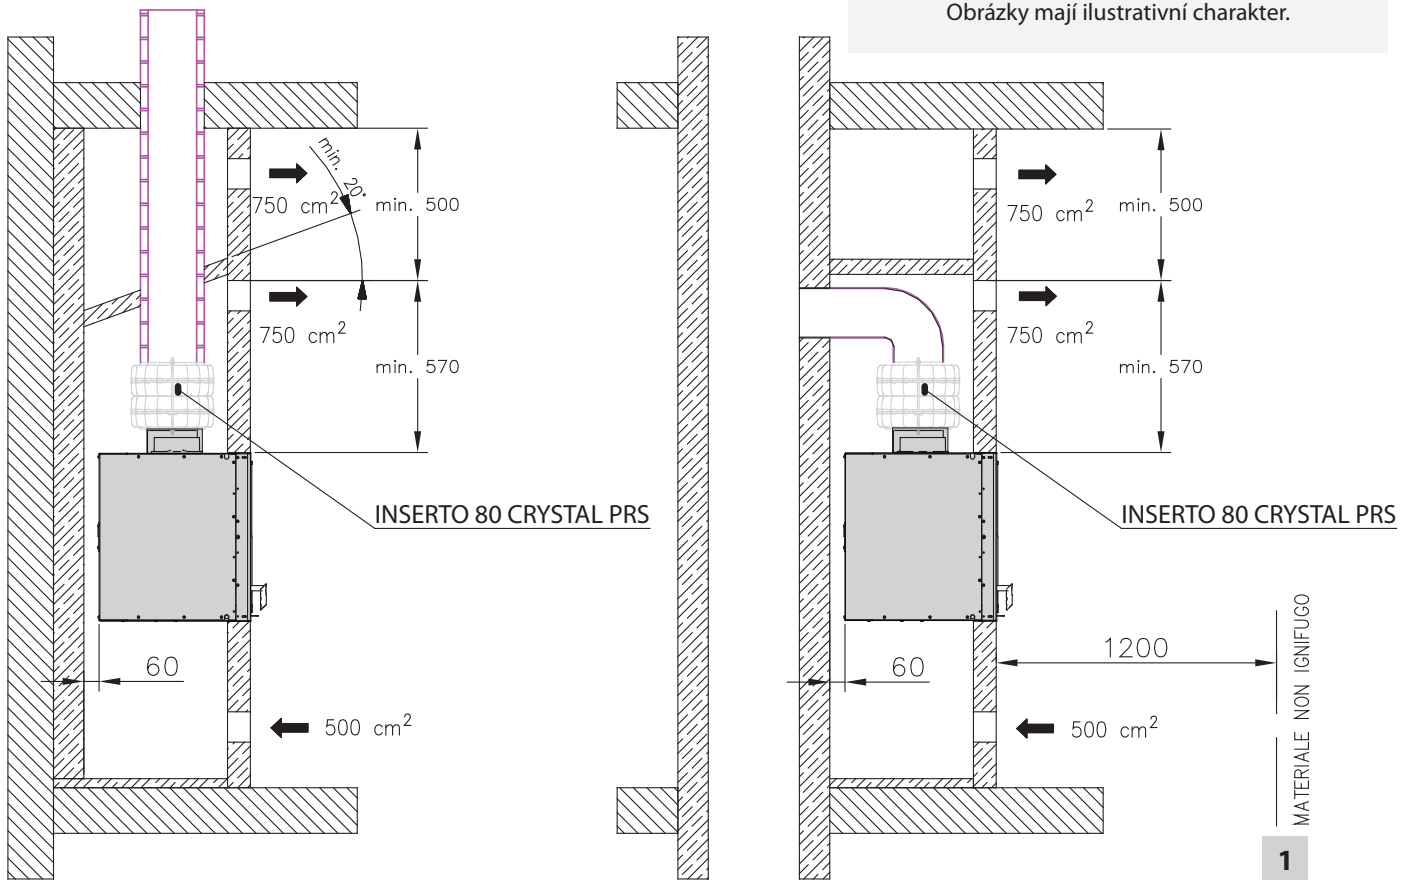 Obrázky mají ilustrativní charakter.
min. 20°
750 cm²
min. 500
750 cm²
min. 570
INSERTO 80 CRYSTAL PRS
60
500 cm²
750 cm²
min. 500
750 cm²
min. 570
INSERTO 80 CRYSTAL PRS
60
1200
500 cm²
MATERIALE NON IGNIFUGO
1